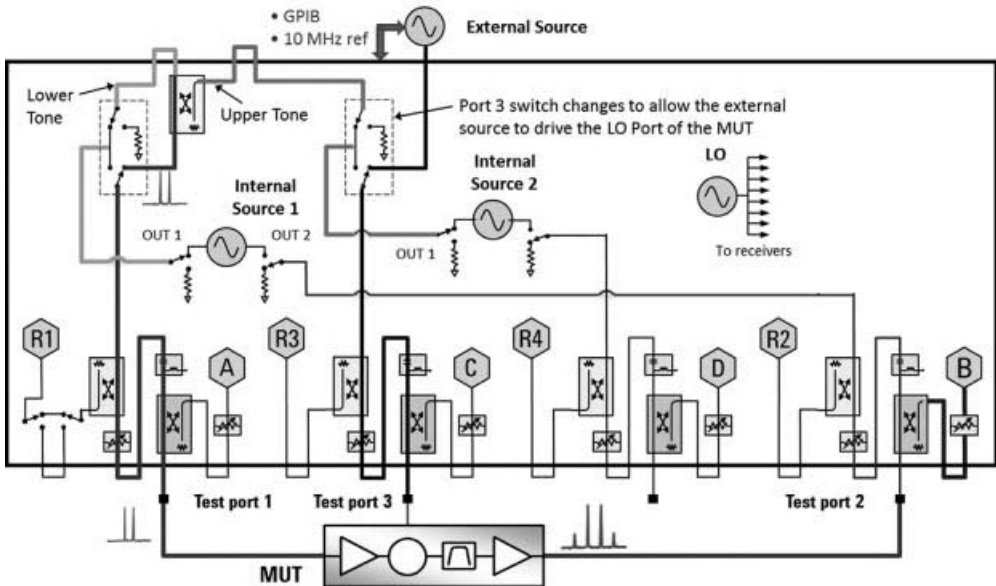 • GPIB
• 10 MHz ref
External Source
Lower
Tone
Upper Tone
Port 3 switch changes to allow the external
source to drive the LO Port of the MUT
Internal
Source 1
Internal
Source 2
LO
OUT 1
OUT 2
OUT 1
To receivers
R1
A
R3
C
R4
D
R2
B
Test port 1
Test port 3
Test port 2
MUT